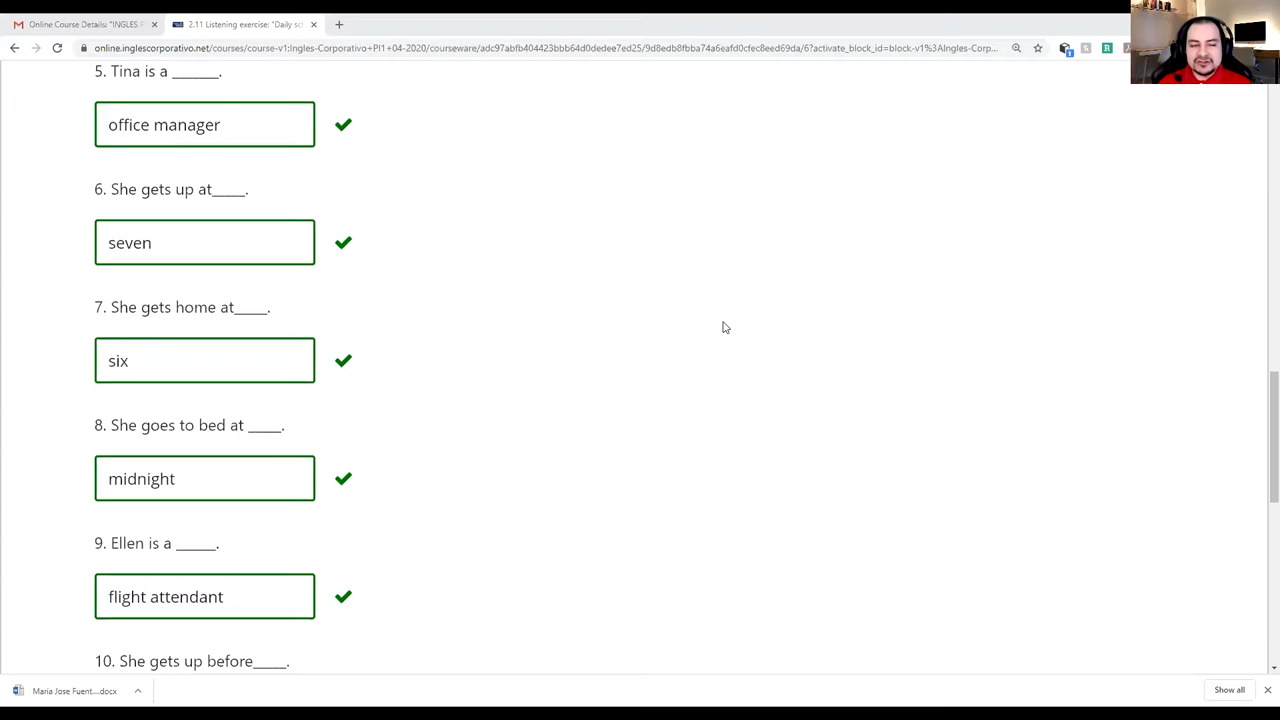 Online Course Details: "INGLES P
2.11 Listening exercise: "Daily sc
online.inglescorporativo.net/courses/course-v1:Ingles-Corporativo+PI1+04-2020/courseware/adc97abfb404425bbb64d0dedee7ed25/9d8edb8fbba74a6eafd0cfec8eed69da/6?activate_block_id=block-v1%3AIngles-Corp...
5. Tina is a _______.
office manager
6. She gets up at_____.
seven
7. She gets home at_____.
six
8. She goes to bed at _____.
midnight
9. Ellen is a ______.
flight attendant
10. She gets up before_____.
Maria Jose Fuent....docx
Show all